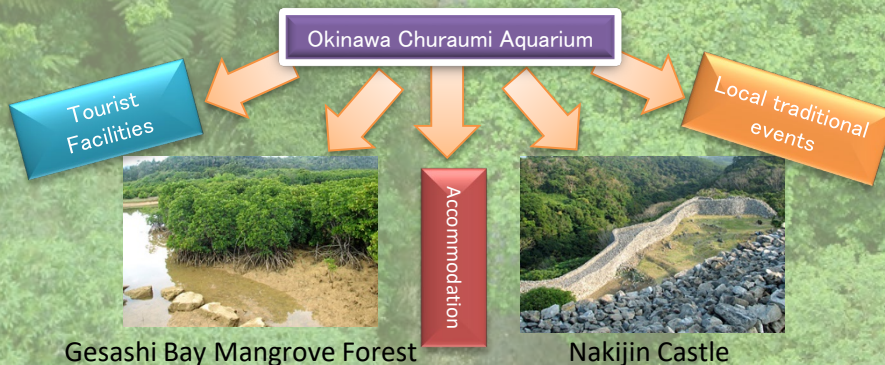 Okinawa Churaumi Aquarium
Tourist
Facilities
Local traditional
events
Accommodation
Gesashi Bay Mangrove Forest
Nakijin Castle